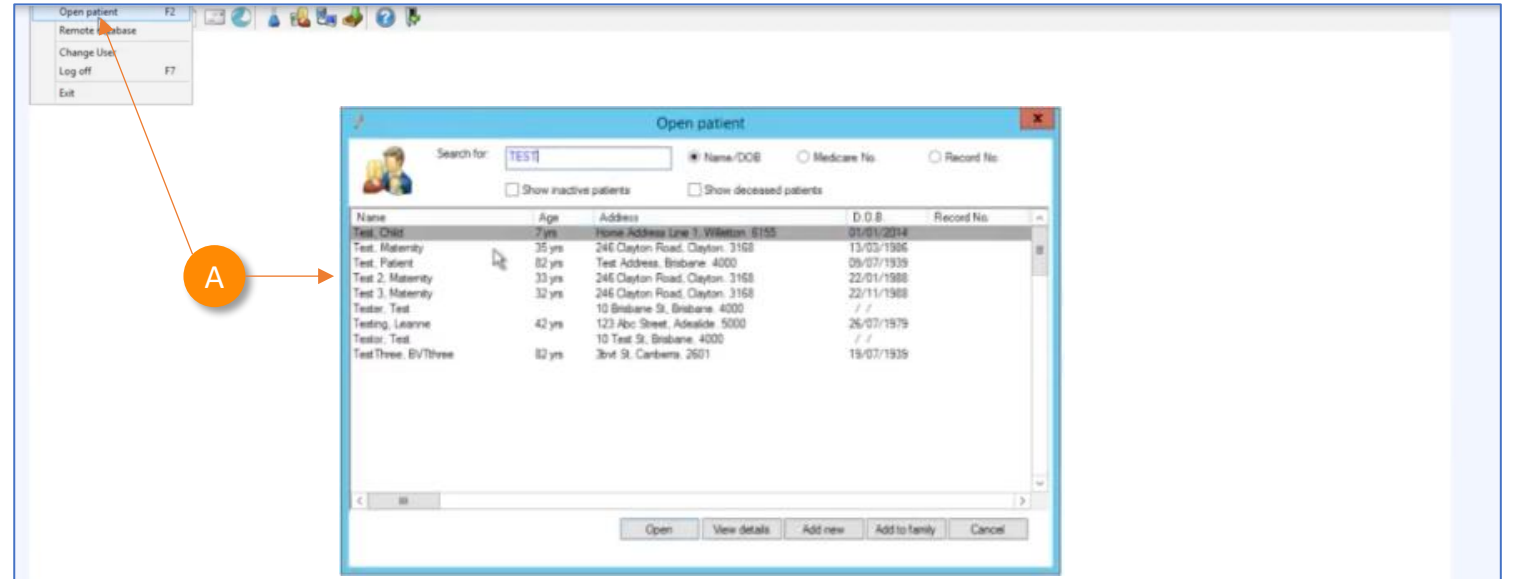 Open patient F2
Remote database
Change User
Log off F7
Exit
Open patient
Search for: TEST Name/DOB Medicare No. Record No.
Show inactive patients Show deceased patients
Name Age Address D.O.B. Record No.
Test, Child 7 yrs Home Address Line 1, Willetton. 6155 01/01/2014
Test, Maternity 35 yrs 246 Clayton Road, Clayton. 3168 13/03/1986
Test, Patient 82 yrs Test Address, Brisbane. 4000 09/07/1939
Test 2, Maternity 33 yrs 246 Clayton Road, Clayton. 3168 22/01/1988
Test 3, Maternity 32 yrs 246 Clayton Road, Clayton. 3168 22/11/1988
Tester, Test 10 Brisbane St, Brisbane. 4000 / /
Testing, Leanne 42 yrs 123 Abc Street, Adealide. 5000 26/07/1979
Testor, Test 10 Test St, Brisbane. 4000 / /
TestThree, BVTthree 82 yrs 3bvt St, Canberra. 2601 19/07/1939
A
Open View details Add new Add to family Cancel